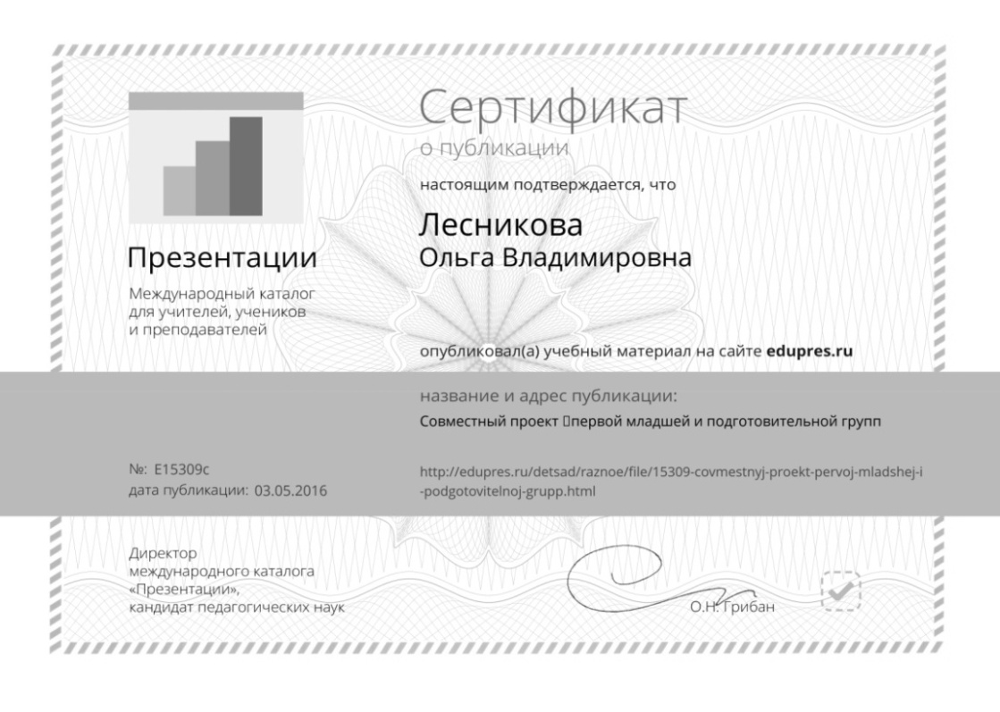 Сертификат
о публикации
настоящим подтверждается, что
Лесникова
Ольга Владимировна
Презентации
Международный каталог
для учителей, учеников
и преподавателей
опубликовал(а) учебный материал на сайте edupres.ru
название и адрес публикации:
Совместный проект первой младшей и подготовительной групп
№: E15309c
дата публикации: 03.05.2016
http://edupres.ru/detsad/raznoe/file/15309-covmestnyj-proekt-pervoj-mladshej-i
-podgotovitelnoj-grupp.html
Директор
международного каталога
«Презентации»,
кандидат педагогических наук
О.Н. Грибан